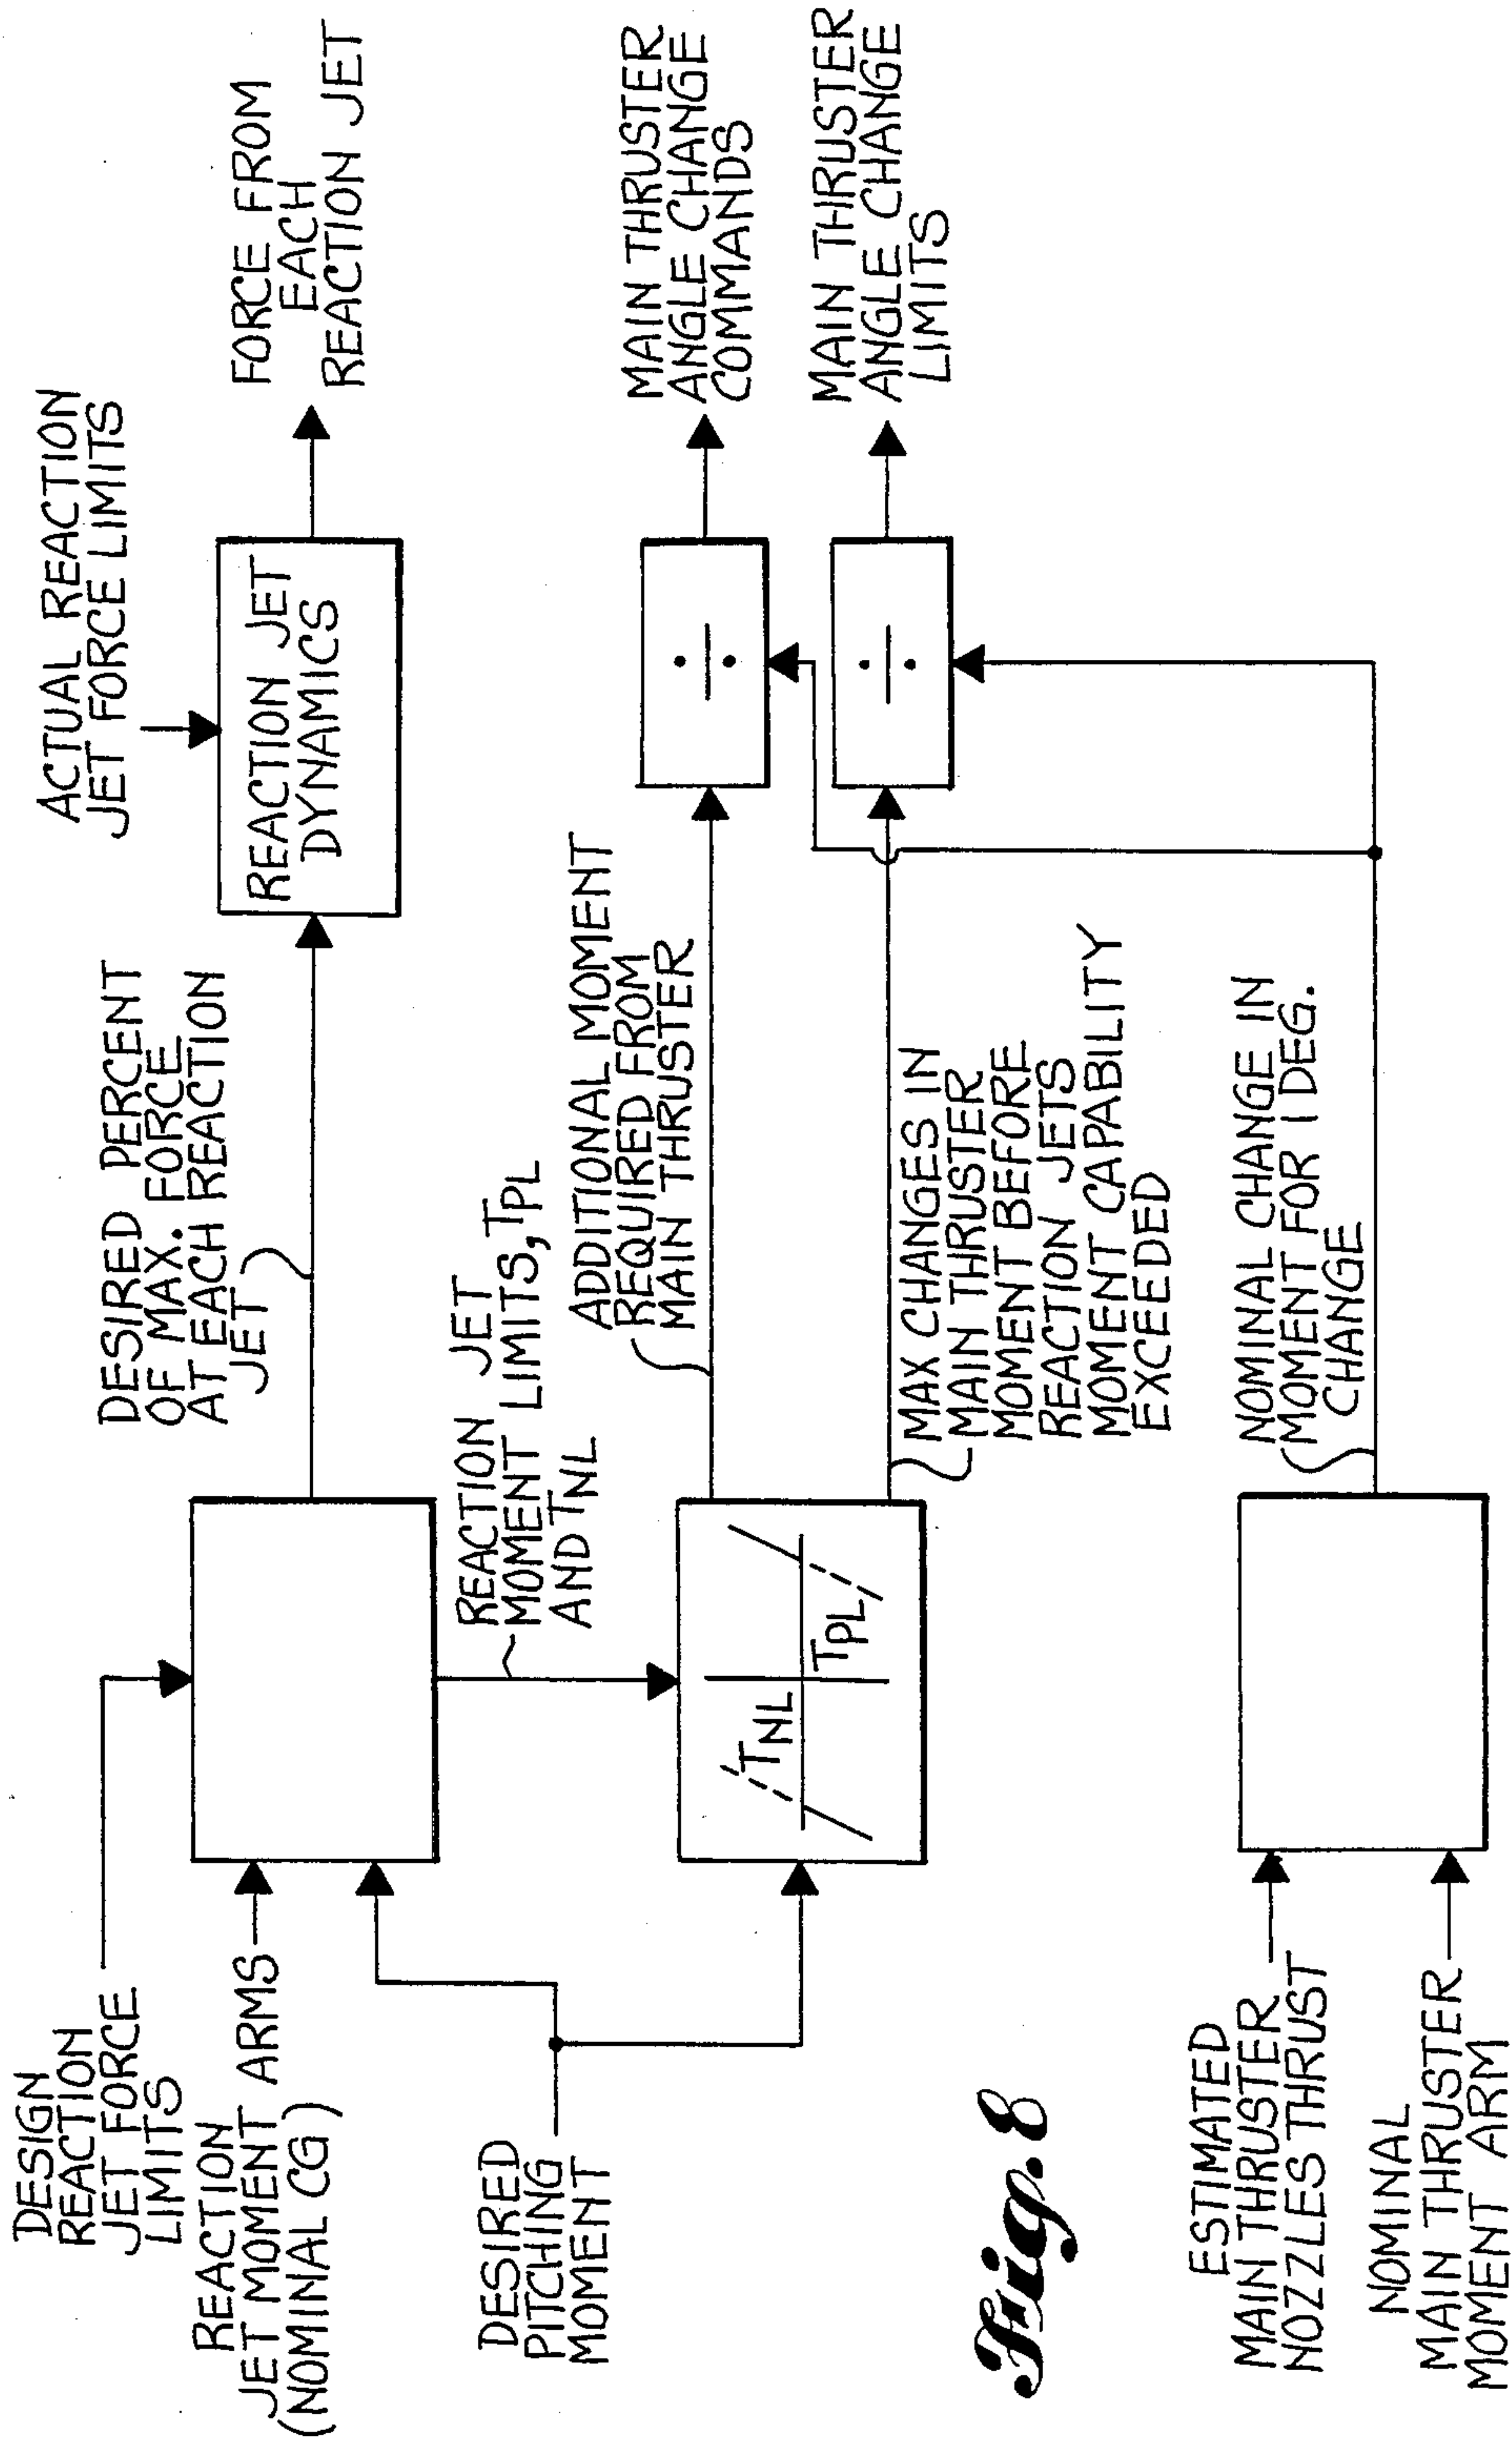 DESIGN
REACTION
JET FORCE
LIMITS
REACTION
JET MOMENT ARMS
(NOMINAL CG)
DESIRED
PITCHING
MOMENT
DESIRED PERCENT
OF MAX. FORCE
AT EACH REACTION
JET
ACTUAL REACTION
JET FORCE LIMITS
REACTION JET
DYNAMICS
FORCE FROM
EACH
REACTION JET
REACTION JET
MOMENT LIMITS, TPL
AND TNL
TNL
TPL
ADDITIONAL MOMENT
REQUIRED FROM
MAIN THRUSTER
÷
MAIN THRUSTER
ANGLE CHANGE
COMMANDS
MAX CHANGES IN
MAIN THRUSTER
MOMENT BEFORE
REACTION JETS
MOMENT CAPABILITY
EXCEEDED
÷
MAIN THRUSTER
ANGLE CHANGE
LIMITS
ESTIMATED
MAIN THRUSTER
NOZZLES THRUST
NOMINAL
MAIN THRUSTER
MOMENT ARM
NOMINAL CHANGE IN
MOMENT FOR 1 DEG.
CHANGE
Fig. 8